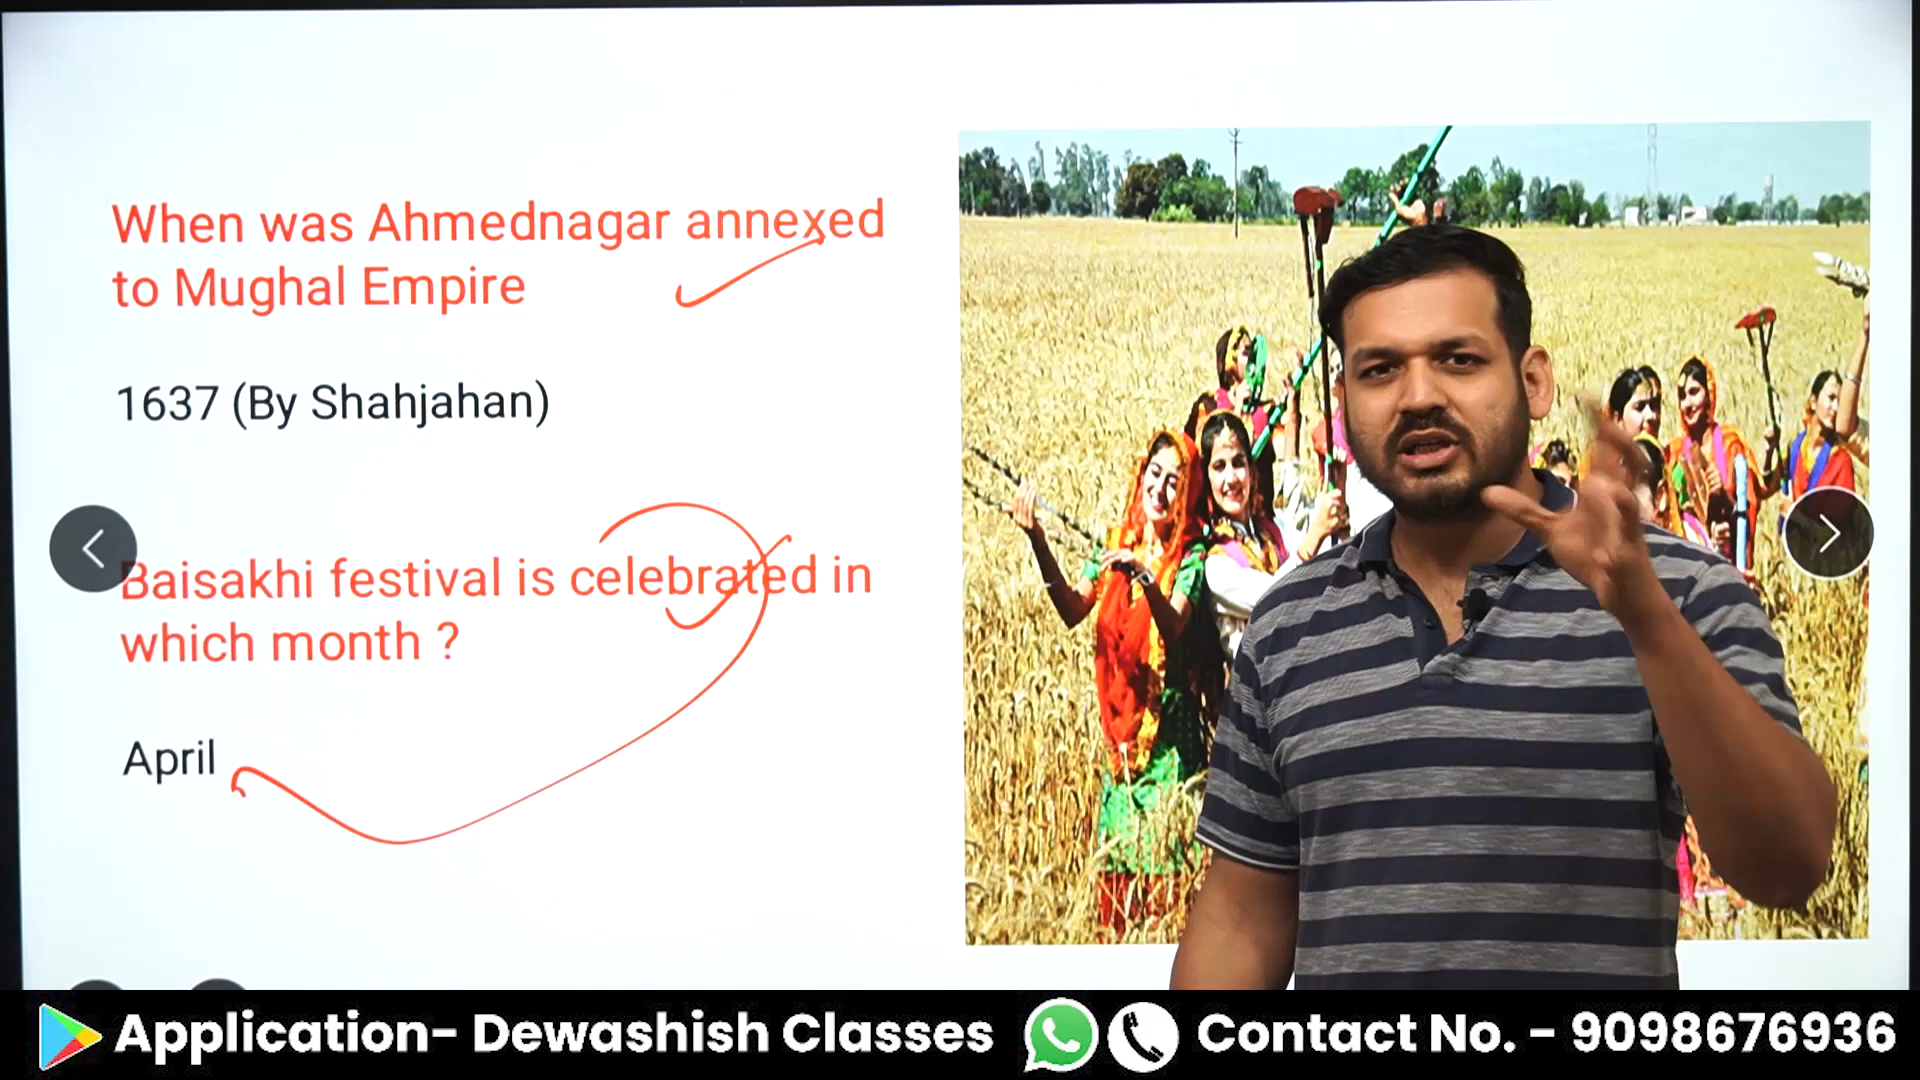 When was Ahmednagar annexed
to Mughal Empire
1637 (By Shahjahan)
Baisakhi festival is celebrated in
which month ?
April
Application- Dewashish Classes
Contact No. - 9098676936